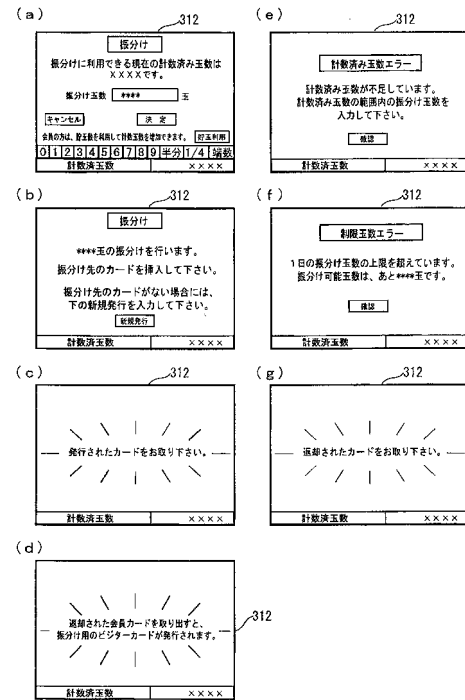 (a)
312
振分け
振分けに利用できる現在の計数済み玉数は
××××です。
振分け玉数 **** 玉
キャンセル 決 定
会員の方は、貯玉数を利用して計数玉数を増加できます。 貯玉利用
0 1 2 3 4 5 6 7 8 9 半分 1/4 端数
計数済玉数 ××××
(b)
312
振分け
****玉の振分けを行います。
振分け先のカードを挿入して下さい。
振分け先のカードがない場合には、
下の新規発行を入力して下さい。
新規発行
計数済玉数 ××××
(c)
312
発行されたカードをお取り下さい。
計数済玉数 ××××
(d)
返却された会員カードを取り出すと、
振分け用のビジターカードが発行されます。
312
計数済玉数 ××××
(e)
312
計数済み玉数エラー
計数済み玉数が不足しています。
計数済み玉数の範囲内の振分け玉数を
入力して下さい。
確認
計数済玉数 ××××
(f)
312
制限玉数エラー
1日の振分け玉数の上限を超えています。
振分け可能玉数は、あと****玉です。
確認
計数済玉数 ××××
(g)
312
返却されたカードをお取り下さい。
計数済玉数 ××××